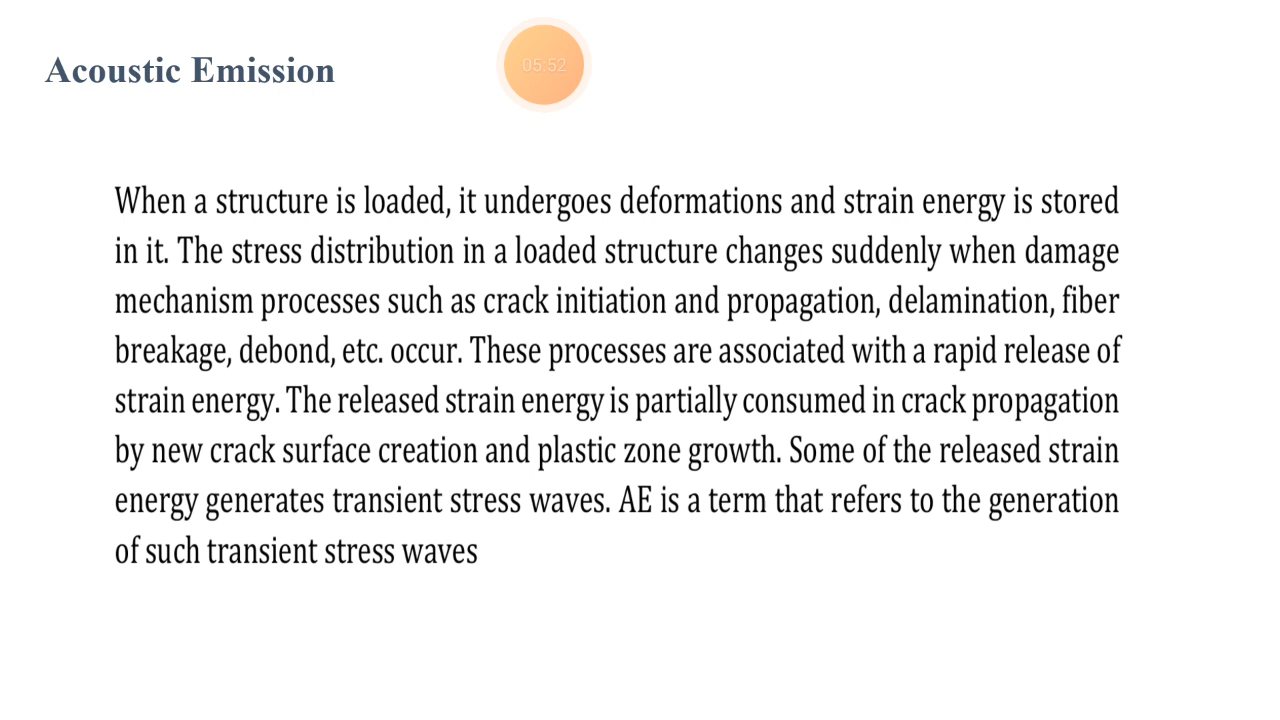 Acoustic Emission
05:52
When a structure is loaded, it undergoes deformations and strain energy is stored
in it. The stress distribution in a loaded structure changes suddenly when damage
mechanism processes such as crack initiation and propagation, delamination, fiber
breakage, debond, etc. occur. These processes are associated with a rapid release of
strain energy. The released strain energy is partially consumed in crack propagation
by new crack surface creation and plastic zone growth. Some of the released strain
energy generates transient stress waves. AE is a term that refers to the generation
of such transient stress waves